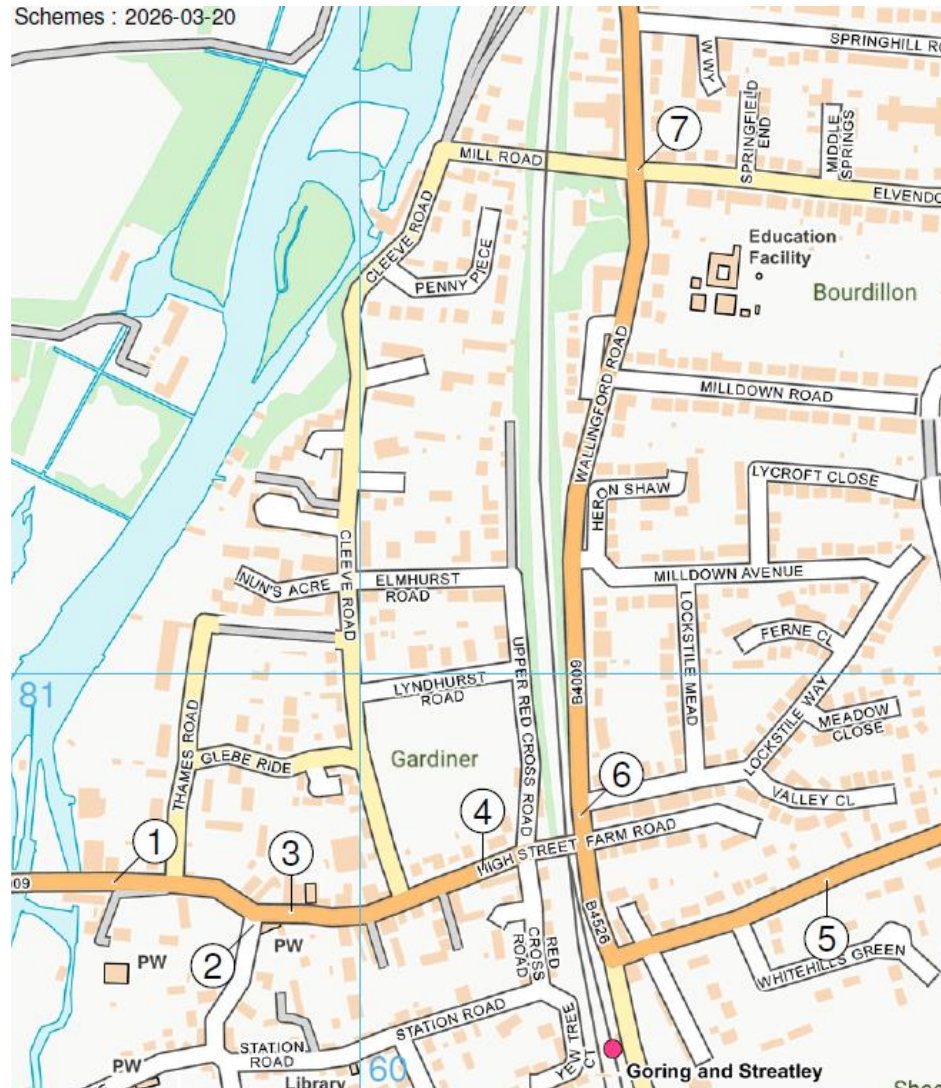 Schemes : 2026-03-20
SPRINGHILL RO
W WY
SPRINGFIELD
END
MIDDLE
SPRINGS
7
MILL ROAD
ELVENDO
CLEEVE ROAD
PENNY PIECE
Education
Facility
Bourdillon
WALLINGFORD ROAD
MILLDOWN ROAD
HERON SHAW
LYCROFT CLOSE
CLEEVE ROAD
NUN'S ACRE
ELMHURST
ROAD
MILLDOWN AVENUE
LOCKSTILE MEAD
FERNE CL
UPPER RED CROSS ROAD
B4009
81
LYNDHURST
ROAD
THAMES ROAD
GLEBE RIDE
Gardiner
LOCKSTILE WAY
MEADOW
CLOSE
VALLEY CL
6
4
1
3
HIGH STREET
FARM ROAD
009
B4526
5
2
PW
PW
RED
CROSS
ROAD
WHITEHILLS GREEN
STATION ROAD
STATION
ROAD
YEW TREE
CT
PW
Library
60
Goring and Streatley
Shee